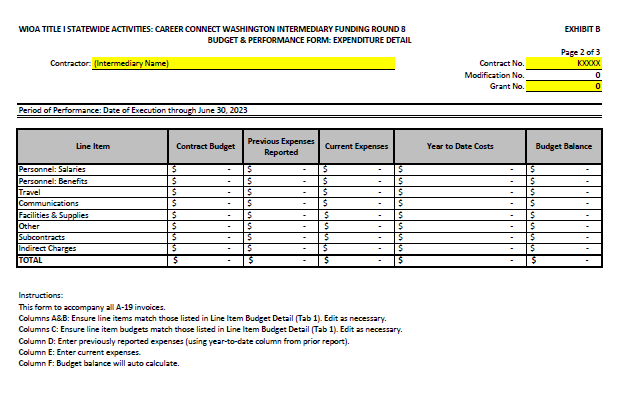 WIOA TITLE I STATEWIDE ACTIVITIES: CAREER CONNECT WASHINGTON INTERMEDIARY FUNDING ROUND 8 EXHIBIT B
BUDGET & PERFORMANCE FORM: EXPENDITURE DETAIL
Page 2 of 3
Contractor: (Intermediary Name) Contract No. KXXXX
Modification No. 0
Grant No. 0
Period of Performance: Date of Execution through June 30, 2023
Line Item Contract Budget Previous Expenses Reported Current Expenses Year to Date Costs Budget Balance
Personnel: Salaries $ - $ - $ - $ - $ -
Personnel: Benefits $ - $ - $ - $ - $ -
Travel $ - $ - $ - $ - $ -
Communications $ - $ - $ - $ - $ -
Facilities & Supplies $ - $ - $ - $ - $ -
Other $ - $ - $ - $ - $ -
Subcontracts $ - $ - $ - $ - $ -
Indirect Charges $ - $ - $ - $ - $ -
TOTAL $ - $ - $ - $ - $ -
Instructions:
This form to accompany all A-19 invoices.
Columns A&B: Ensure line items match those listed in Line Item Budget Detail (Tab 1). Edit as necessary.
Columns C: Ensure line item budgets match those listed in Line Item Budget Detail (Tab 1). Edit as necessary.
Column D: Enter previously reported expenses (using year-to-date column from prior report).
Column E: Enter current expenses.
Column F: Budget balance will auto calculate.